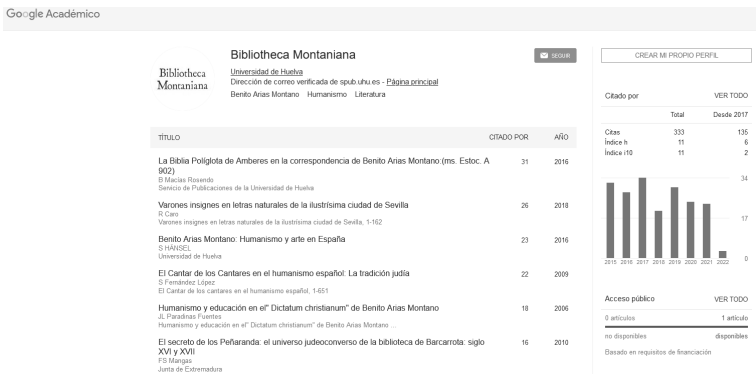 Google Académico
Bibliotheca
Montaniana
Bibliotheca Montaniana
Universidad de Huelva
Dirección de correo verificada de spub.uhu.es - Página principal
Benito Arias Montano Humanismo Literatura
SEGUIR
TÍTULO CITADO POR AÑO
La Biblia Políglota de Amberes en la correspondencia de Benito Arias Montano:(ms. Estoc. A 31 2016
902)
B Macías Rosendo
Servicio de Publicaciones de la Universidad de Huelva
Varones insignes en letras naturales de la ilustrísima ciudad de Sevilla 26 2018
R Caro
Varones insignes en letras naturales de la ilustrísima ciudad de Sevilla, 1-162
Benito Arias Montano: Humanismo y arte en España 23 2016
S HÄNSEL
Universidad de Huelva
El Cantar de los Cantares en el humanismo español: La tradición judía 22 2009
S Fernández López
El Cantar de los cantares en el humanismo español, 1-651
Humanismo y educación en el" Dictatum christianum" de Benito Arias Montano 18 2006
JL Paradinas Fuentes
Humanismo y educación en el" Dictatum christianum" de Benito Arias Montano ...
El secreto de los Peñaranda: el universo judeoconverso de la biblioteca de Barcarrota: siglo 16 2010
XVI y XVII
FS Mangas
Junta de Extremadura
CREAR MI PROPIO PERFIL
Citado por VER TODO
Total Desde 2017
Citas 333 135
Índice h 11 6
Índice i10 11 2
34
17
0
2015 2016 2017 2018 2019 2020 2021 2022
Acceso público VER TODO
0 artículos 1 artículo
no disponibles disponibles
Basado en requisitos de financiación